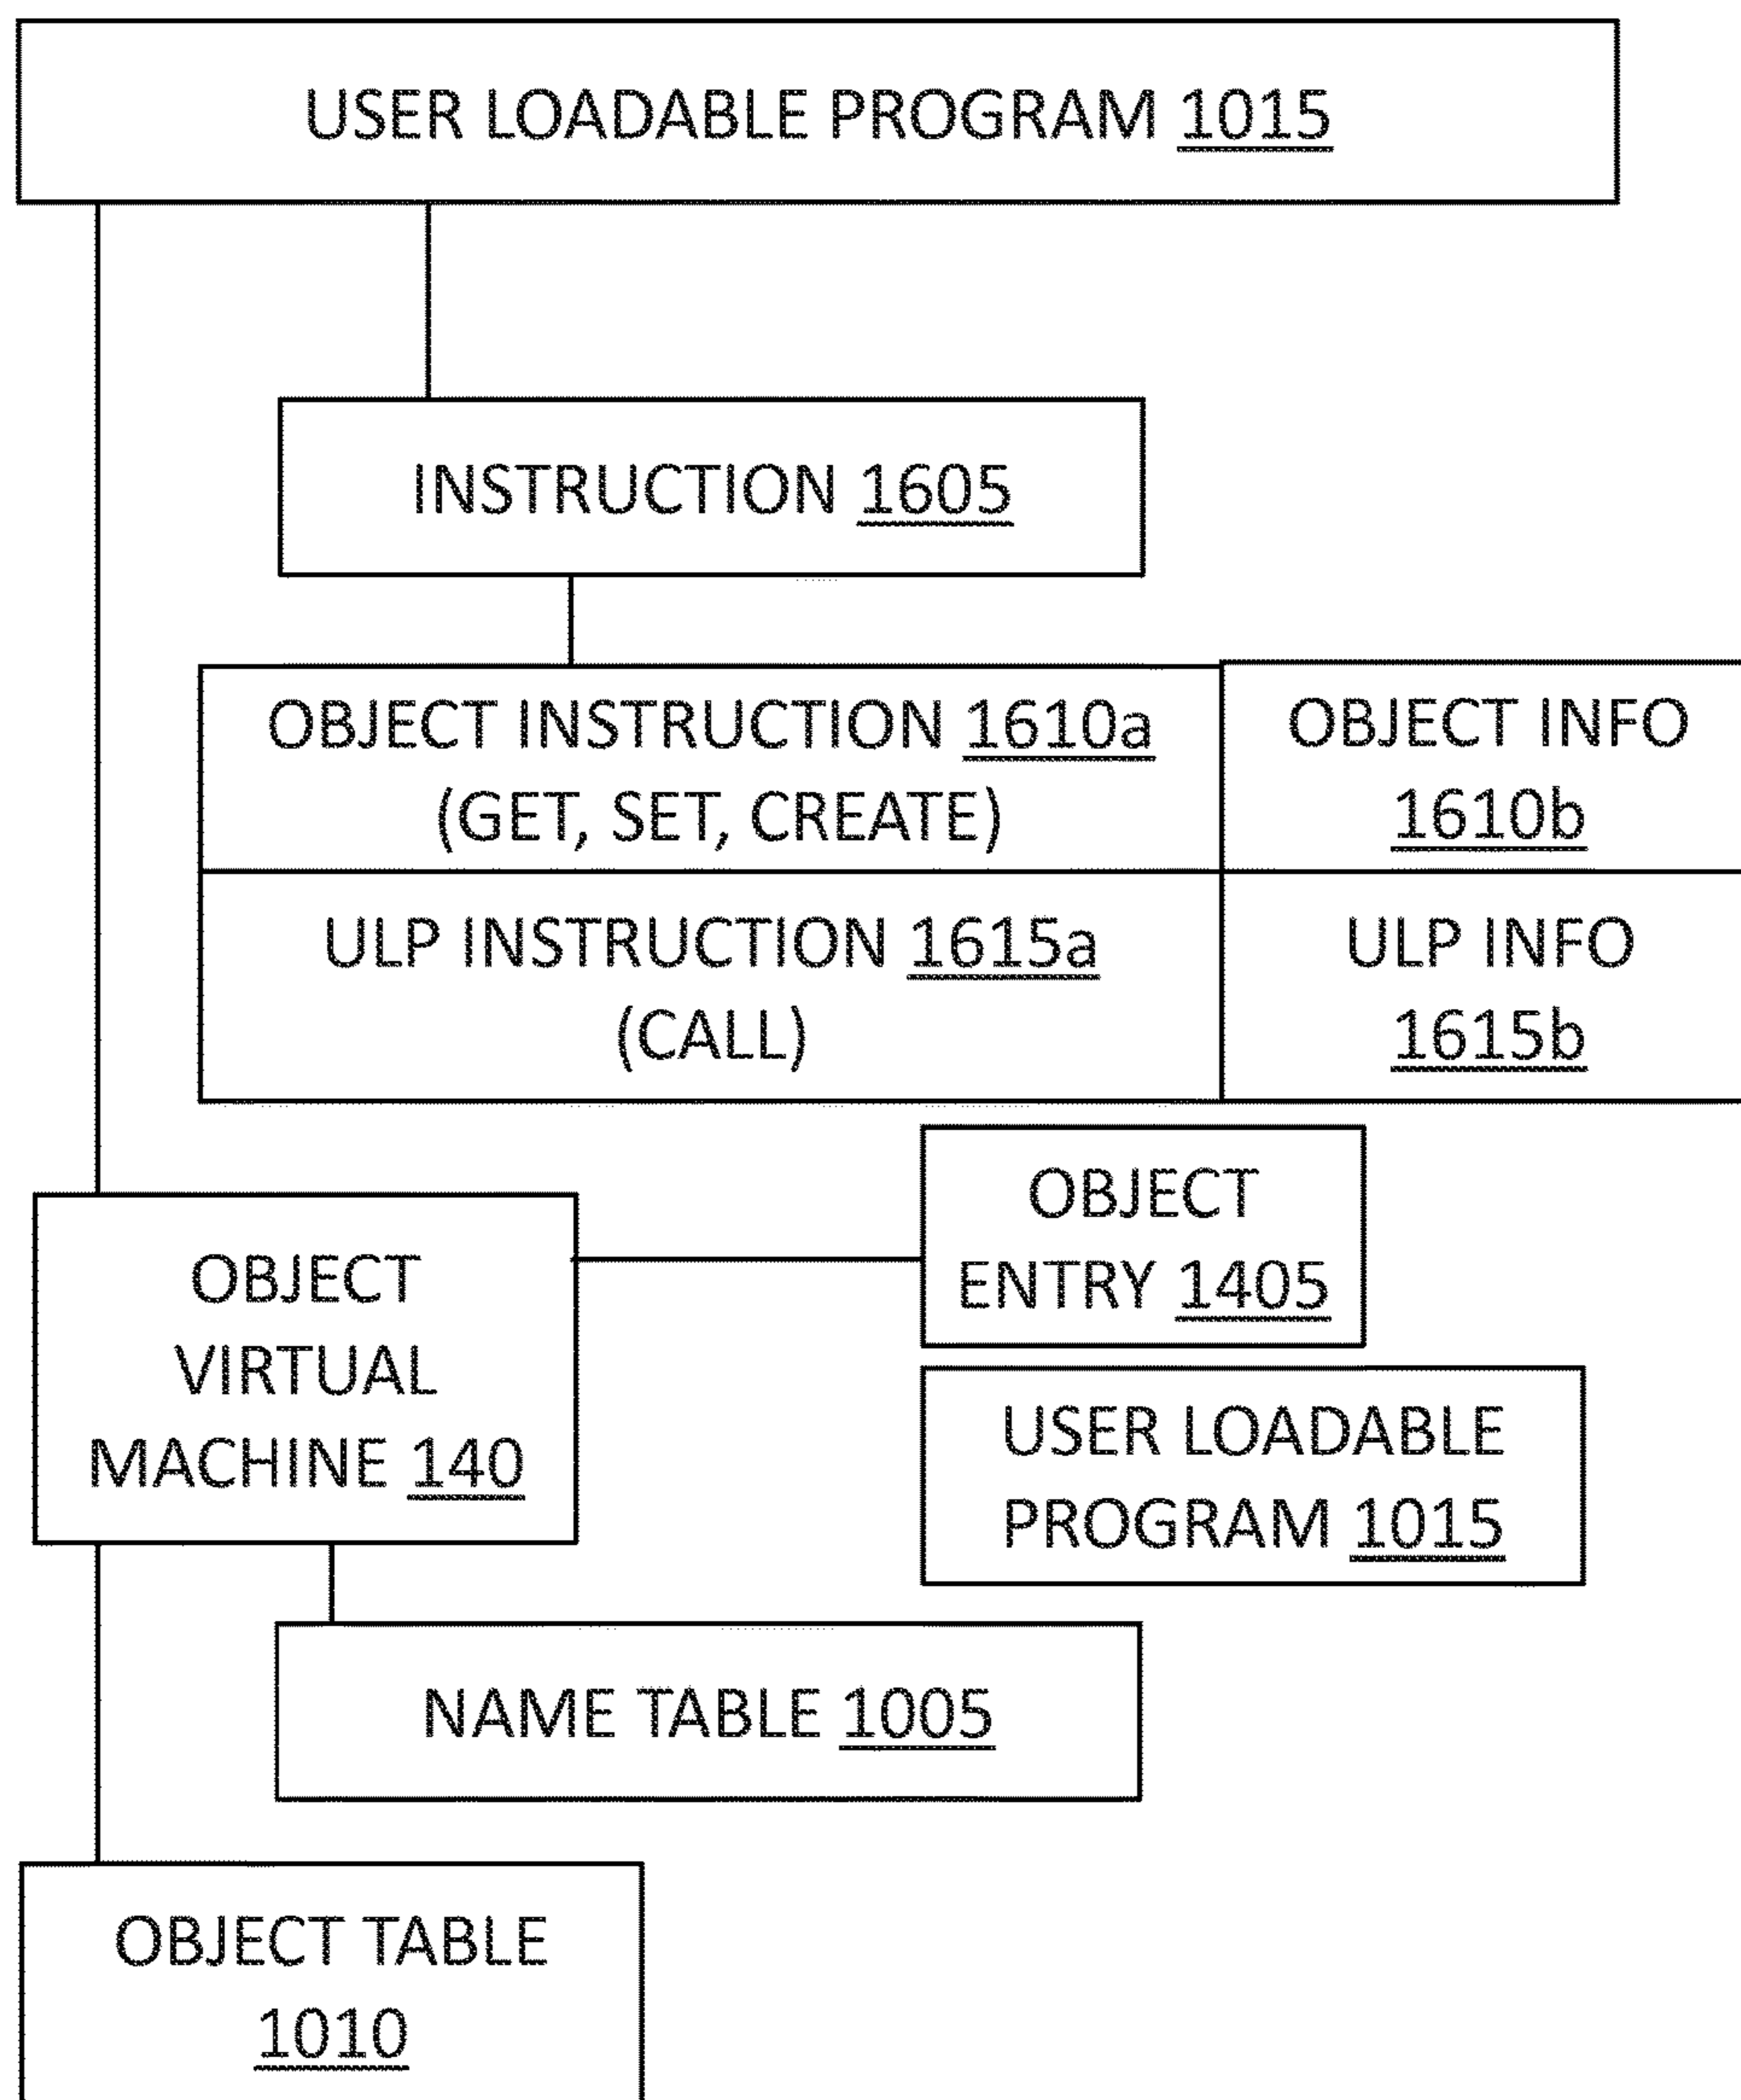 USER LOADABLE PROGRAM 1015
INSTRUCTION 1605
OBJECT INSTRUCTION 1610a
(GET, SET, CREATE)
OBJECT INFO
1610b
ULP INSTRUCTION 1615a
(CALL)
ULP INFO
1615b
OBJECT
VIRTUAL
MACHINE 140
OBJECT
ENTRY 1405
USER LOADABLE
PROGRAM 1015
NAME TABLE 1005
OBJECT TABLE
1010